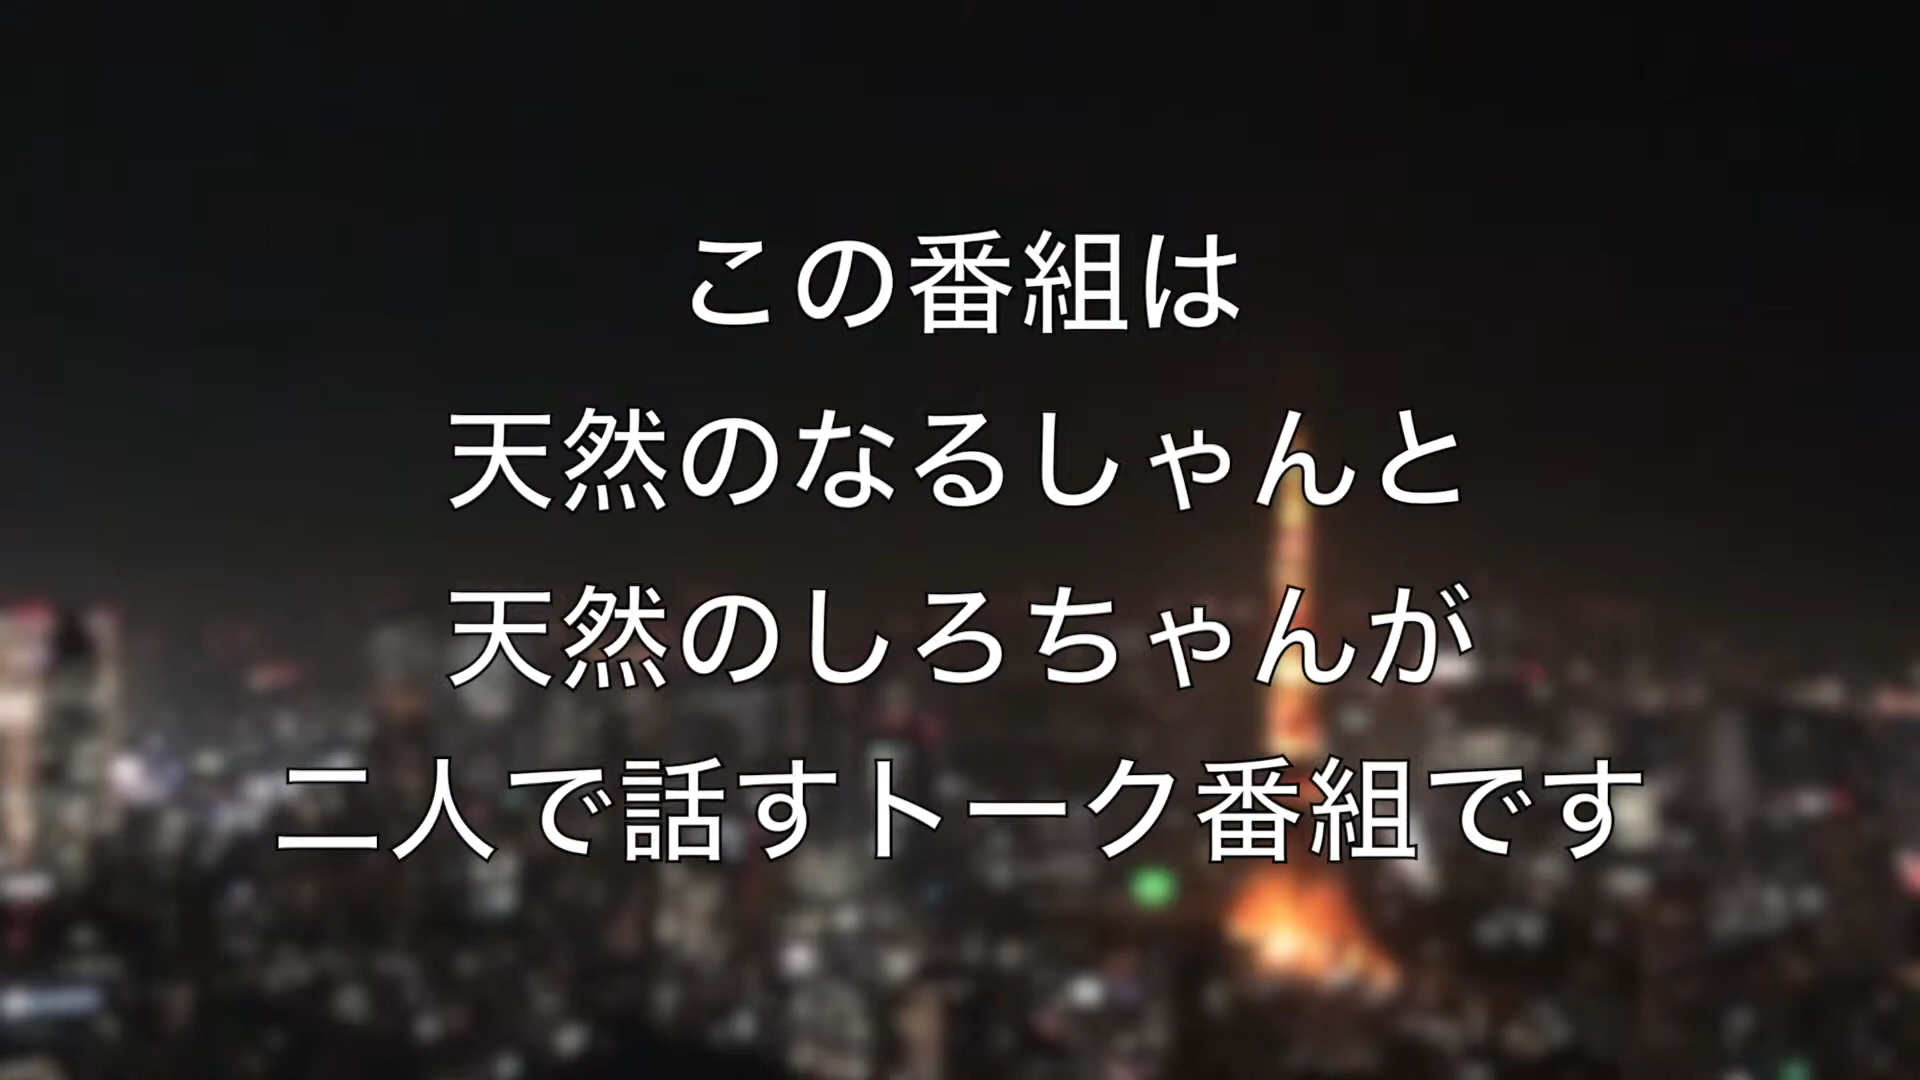 この番組は
天然のなるしゃんと
天然のしろちゃんが
二人で話すトーク番組です